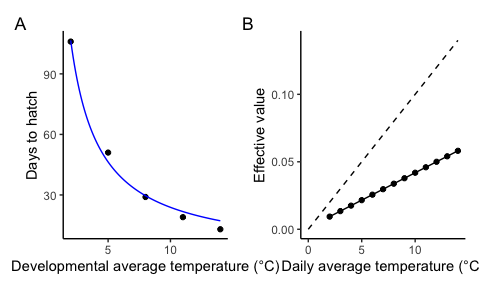 A
B
Days to hatch
90
60
30
5
10
Developmental average temperature (°C)
Effective value
0.10
0.05
0.00
0
5
10
Daily average temperature (°C